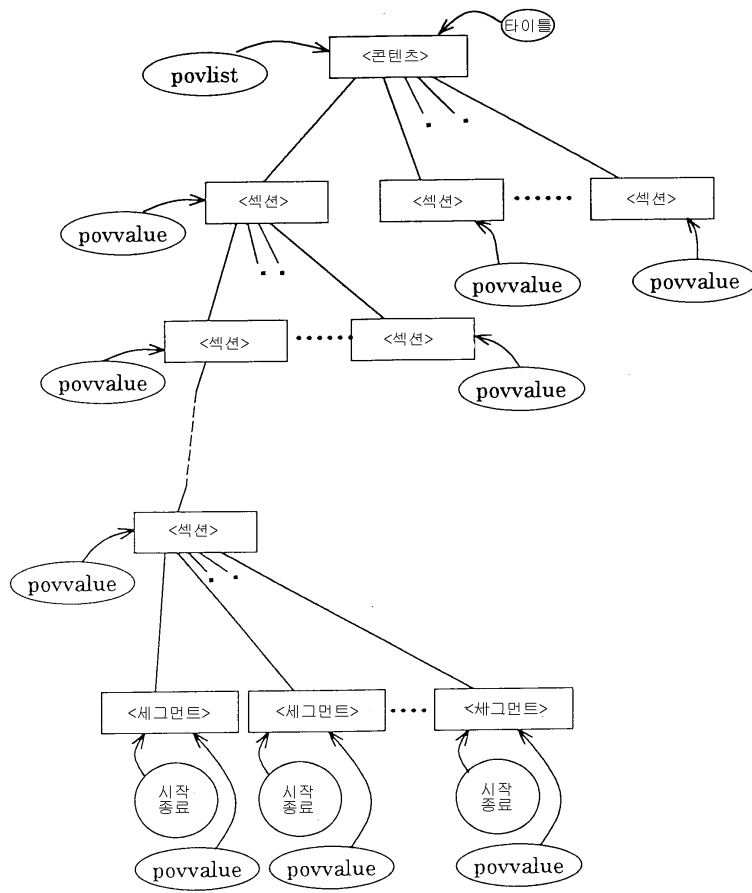 타이틀
<콘텐츠>
povlist
<섹션>
<섹션>
<섹션>
povvalue
povvalue
povvalue
<섹션>
<섹션>
povvalue
povvalue
<섹션>
povvalue
<세그먼트>
<세그먼트>
<세그먼트>
시작
종료
시작
종료
시작
종료
povvalue
povvalue
povvalue